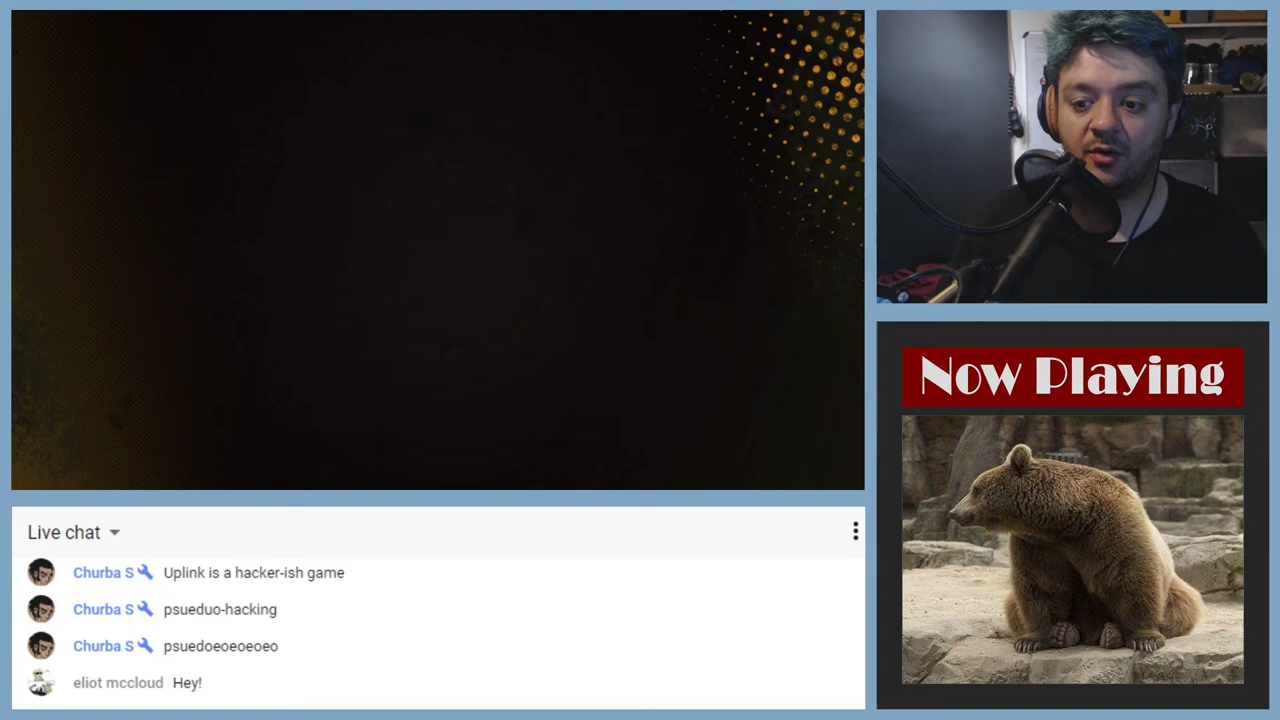 Now Playing
Live chat
Churba S Uplink is a hacker-ish game
Churba S psueduo-hacking
Churba S psuedoeoeoeoeo
eliot mccloud Hey!